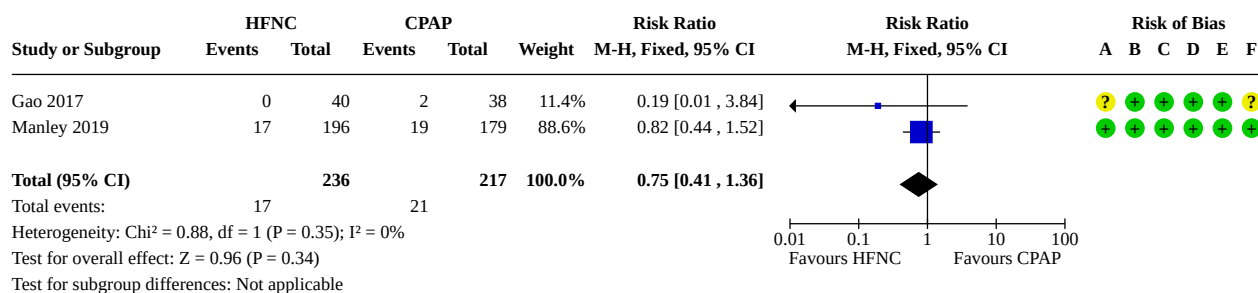 HFNC CPAP Risk Ratio Risk Ratio Risk of Bias
Study or Subgroup Events Total Events Total Weight M-H, Fixed, 95% CI M-H, Fixed, 95% CI A B C D E F
Gao 2017 0 40 2 38 11.4% 0.19 [0.01 , 3.84] ? + + + + ?
Manley 2019 17 196 19 179 88.6% 0.82 [0.44 , 1.52] + + + + + +
Total (95% CI) 236 217 100.0% 0.75 [0.41 , 1.36]
Total events: 17 21
Heterogeneity: Chi² = 0.88, df = 1 (P = 0.35); I² = 0%
0.01 0.1 1 10 100
Test for overall effect: Z = 0.96 (P = 0.34)
Favours HFNC Favours CPAP
Test for subgroup differences: Not applicable